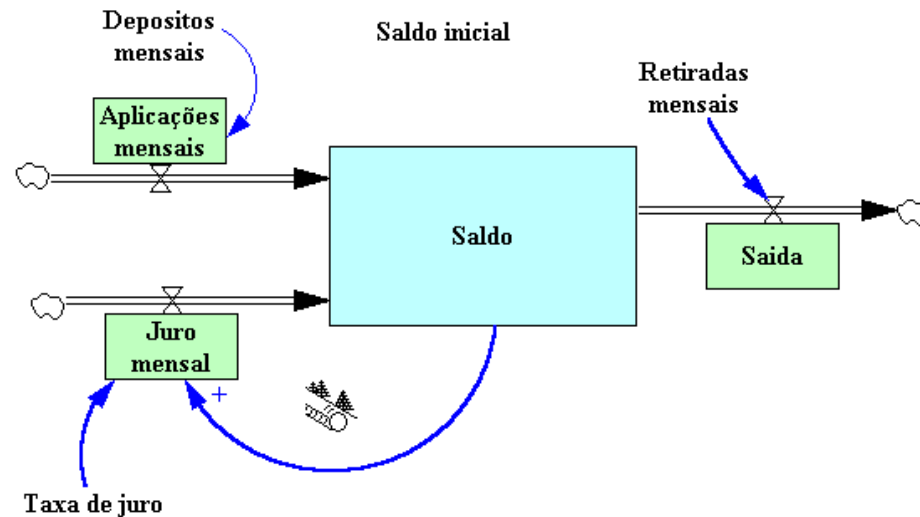 Depositos
mensais
Saldo inicial
Retiradas
mensais
Aplicações
mensais
Saldo
Saida
Juro
mensal
+
Taxa de juro